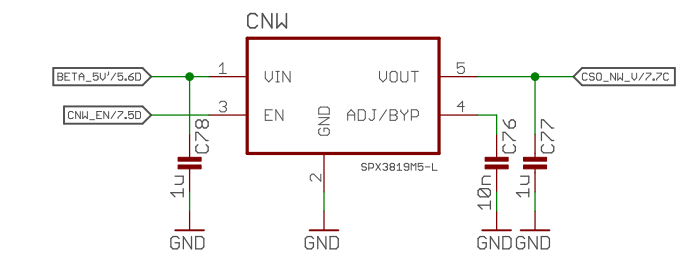 CNW
BETA_5V'/5.6D
1
VIN
VOUT
5
CSO_NW_V/7.7C
CNW_EN/7.5D
3
EN
GND
ADJ/BYP
4
C78
1u
2
SPX3819M5-L
C76
10n
C77
1u
GND
GND
GND
GND